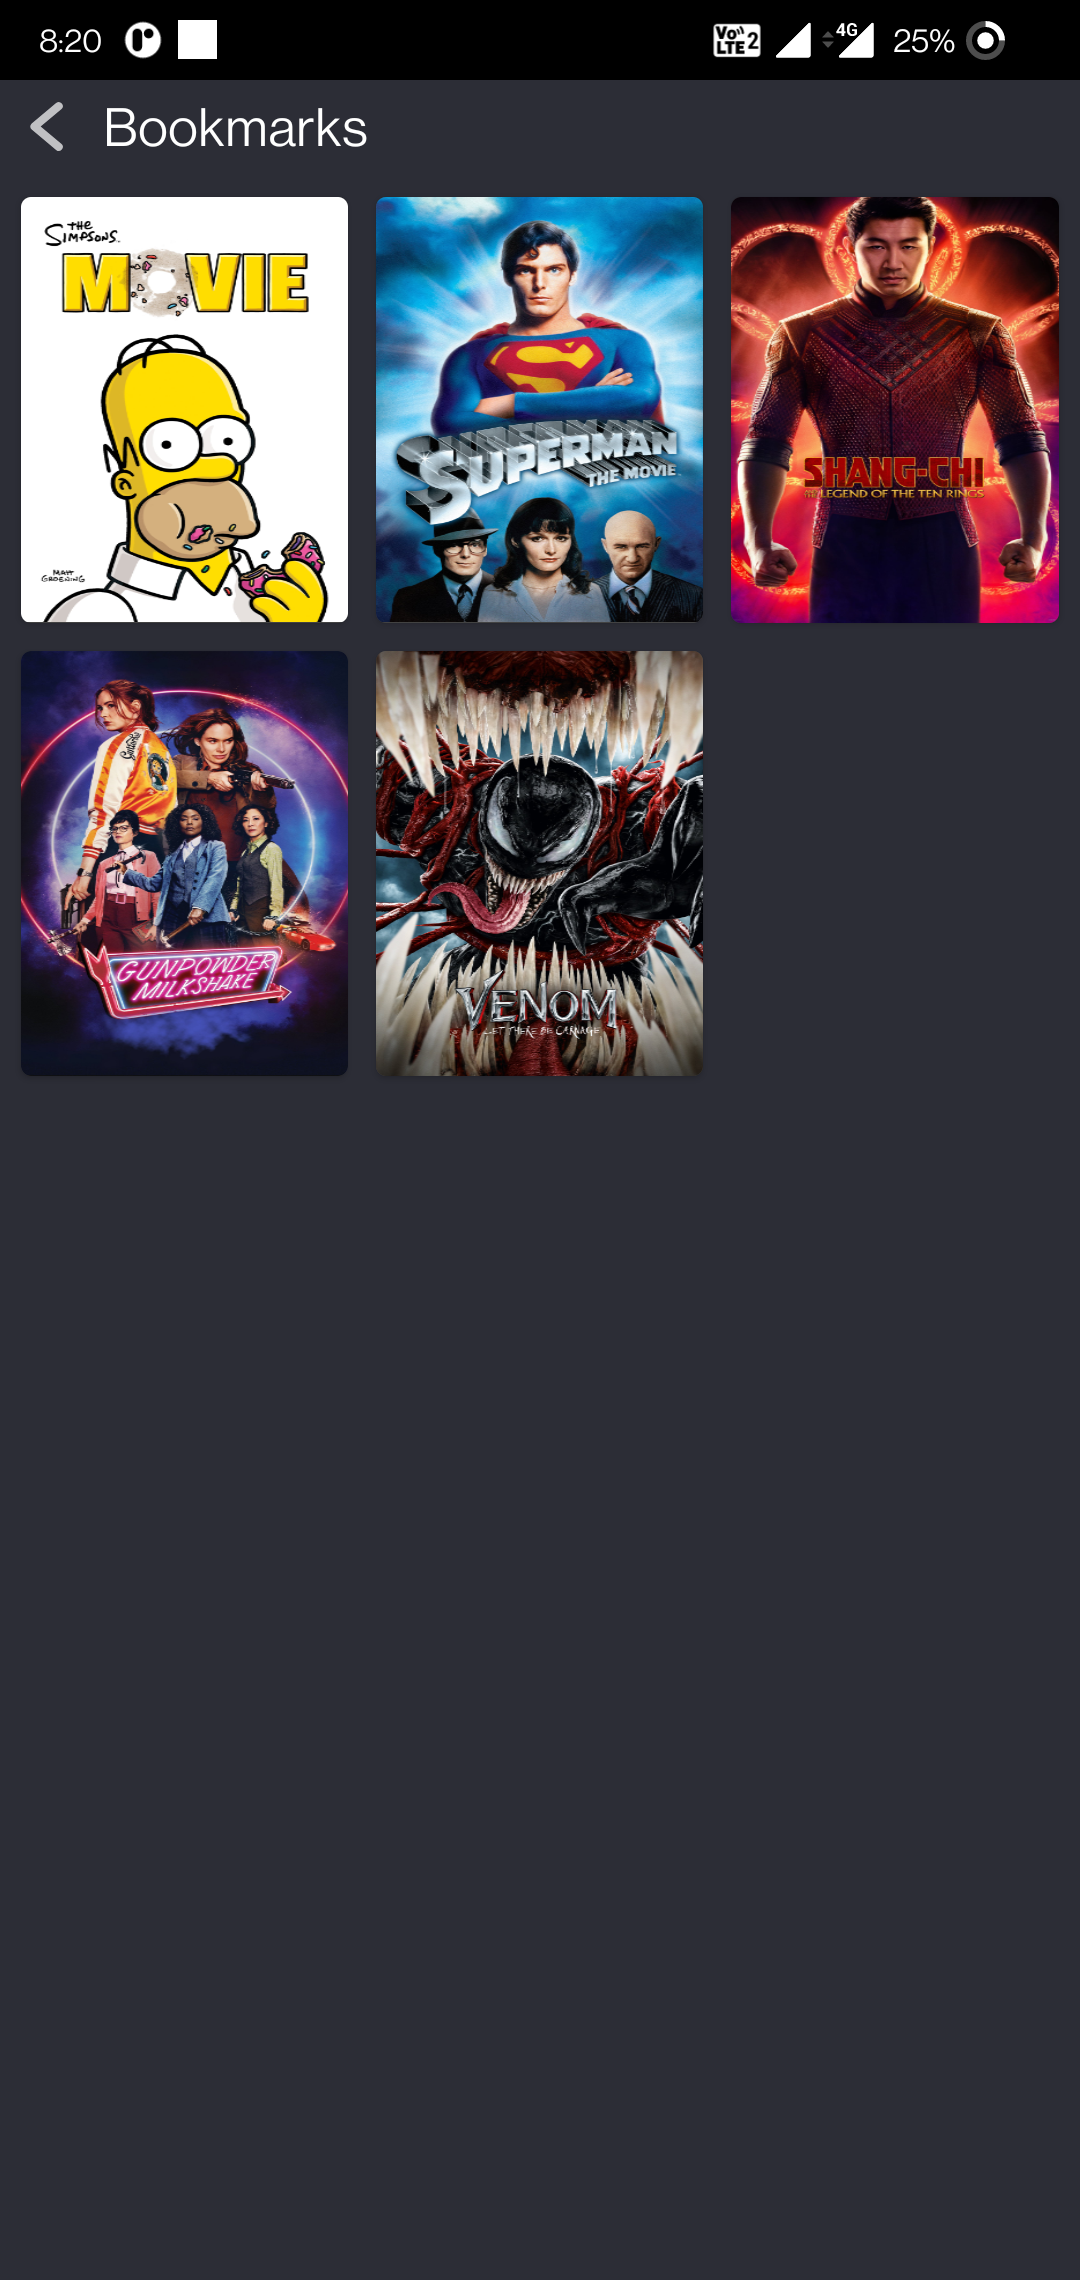 8:20
Vo)) LTE 2
4G
25%
Bookmarks
THE
SIMPSONS
MOVIE
MATT
GROENING
SUPERMAN
THE MOVIE
SHANG-CHI
AND THE LEGEND OF THE TEN RINGS
GUNPOWDER
MILKSHAKE
VENOM
LET THERE BE CARNAGE